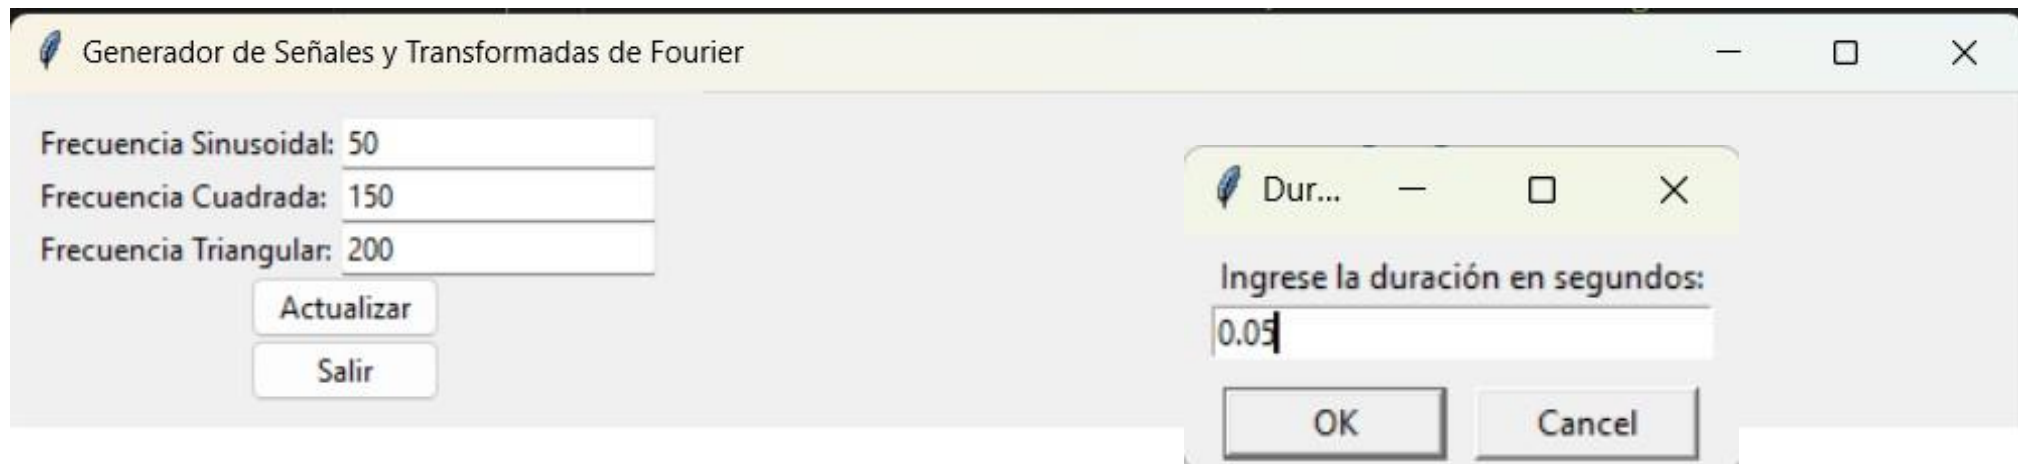 Generador de Señales y Transformadas de Fourier
Frecuencia Sinusoidal: 50
Frecuencia Cuadrada: 150
Frecuencia Triangular: 200
Actualizar
Salir
Dur...
Ingrese la duración en segundos:
0.05
OK Cancel